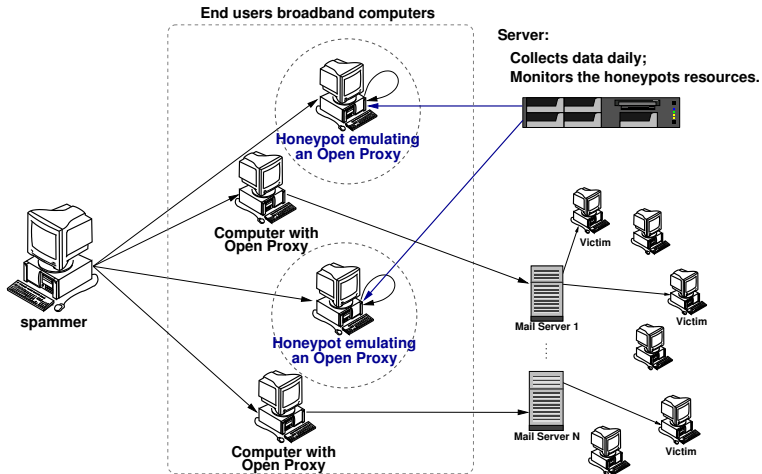 End users broadband computers
Server:
Collects data daily;
Monitors the honeypots resources.
Honeypot emulating
an Open Proxy
Computer with
Open Proxy
Victim
spammer
Mail Server 1
Victim
Honeypot emulating
an Open Proxy
Mail Server N
Victim
Computer with
Open Proxy